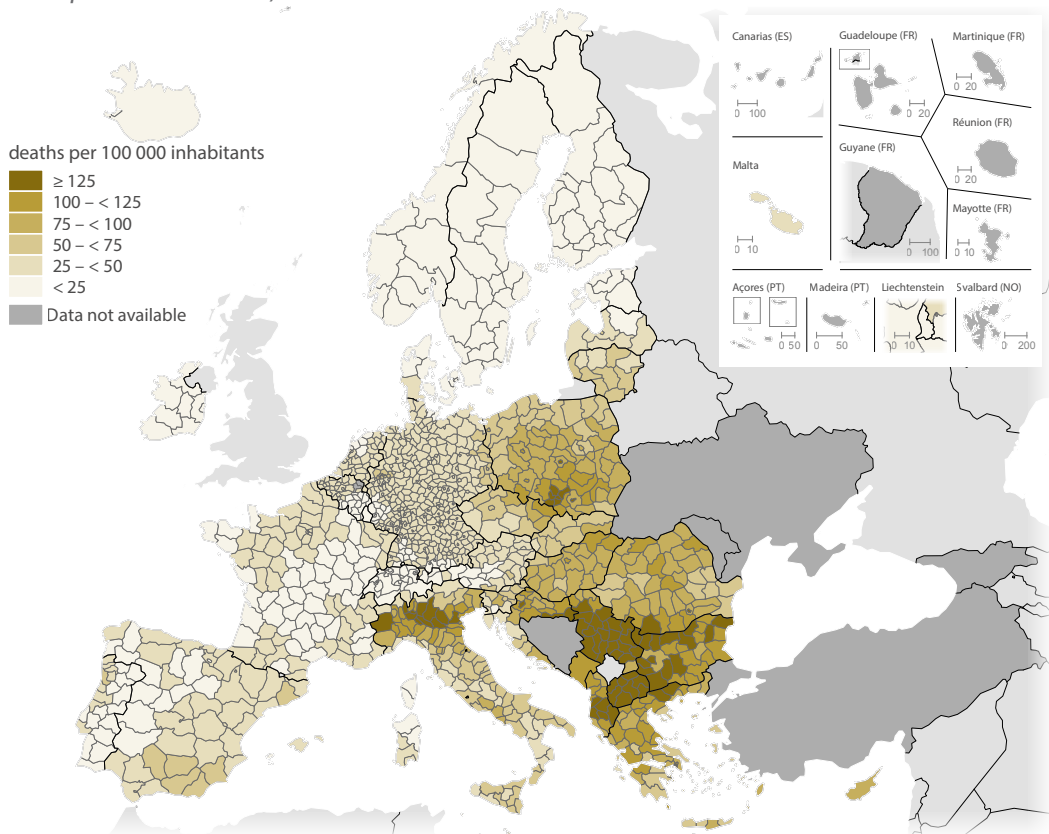 deaths per 100 000 inhabitants
≥ 125
100 – < 125
75 – < 100
50 – < 75
25 – < 50
< 25
Data not available
Canarias (ES)
0 100
Guadeloupe (FR)
0 20
Martinique (FR)
0 20
Malta
0 10
Guyane (FR)
0 100
Réunion (FR)
0 20
Mayotte (FR)
0 10
Açores (PT)
0 50
Madeira (PT)
0 50
Liechtenstein
0 10
Svalbard (NO)
0 200